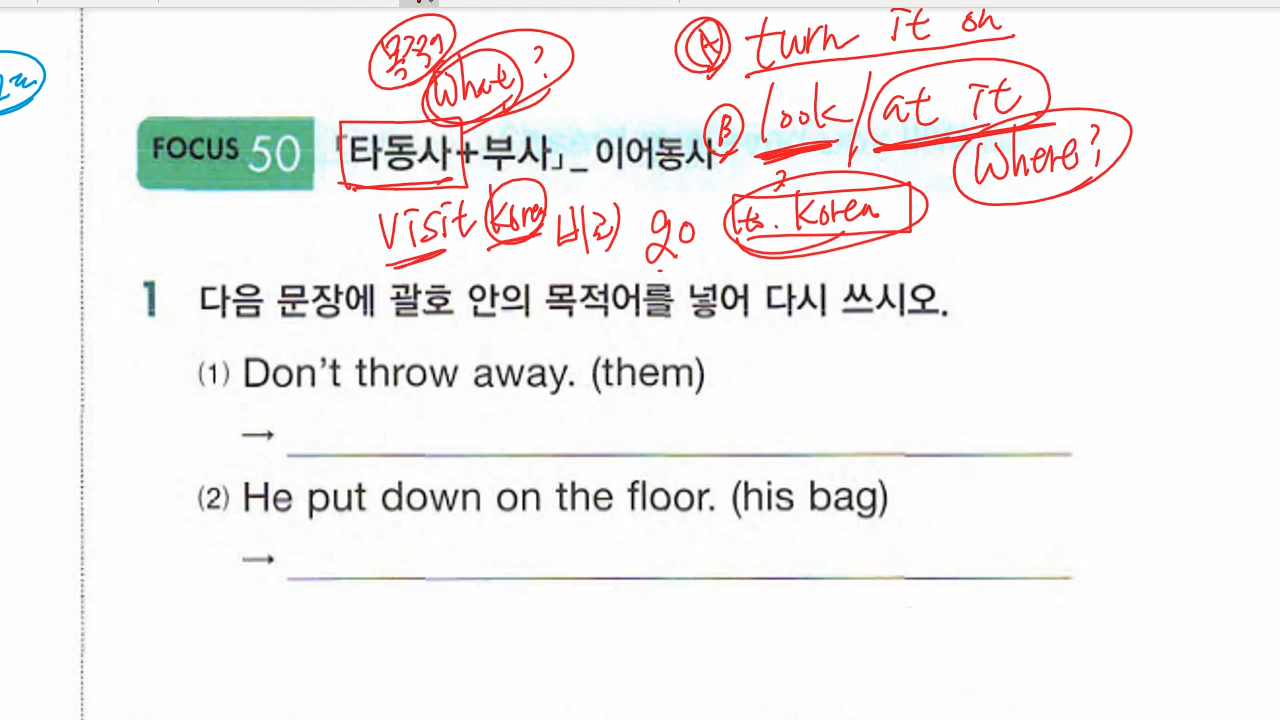 목적어
What?
Ⓐ turn it on
Ⓑ look / at it
Where?
FOCUS 50 「타동사+부사」_ 이어동사
visit Korea 비교) go to. Korea
1 다음 문장에 괄호 안의 목적어를 넣어 다시 쓰시오.
(1) Don't throw away. (them)
→
(2) He put down on the floor. (his bag)
→